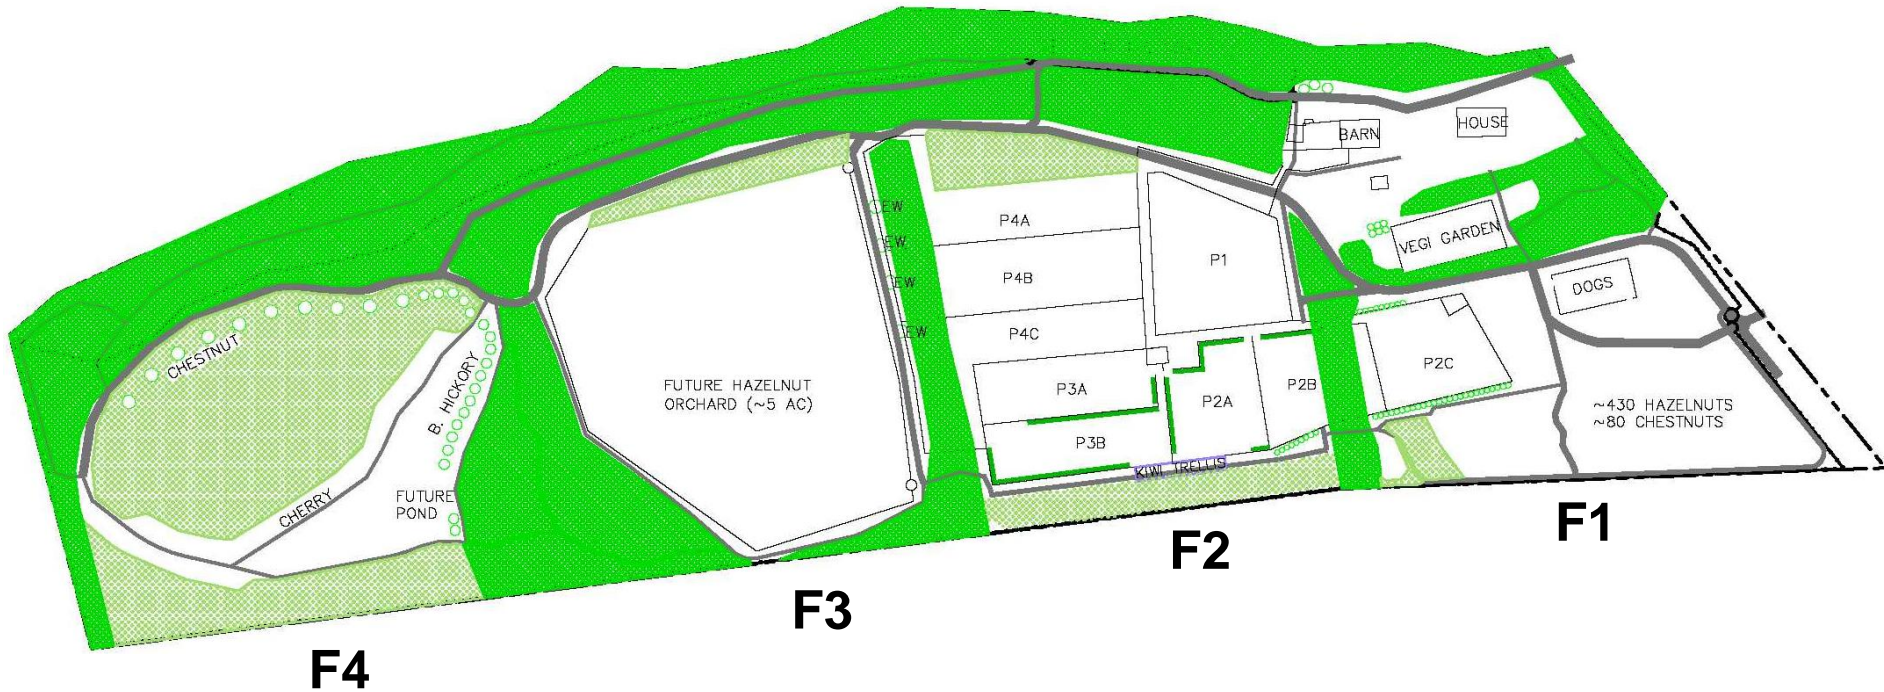 BARN
HOUSE
EW
P4A
VEGI GARDEN
EW
P1
P4B
EW
DOGS
EW
P4C
CHESTNUT
B. HICKORY
P2C
FUTURE HAZELNUT
ORCHARD (~5 AC)
P3A
P2B
P2A
~430 HAZELNUTS
~80 CHESTNUTS
P3B
KIWI TRELLIS
CHERRY
FUTURE
POND
F1
F2
F3
F4